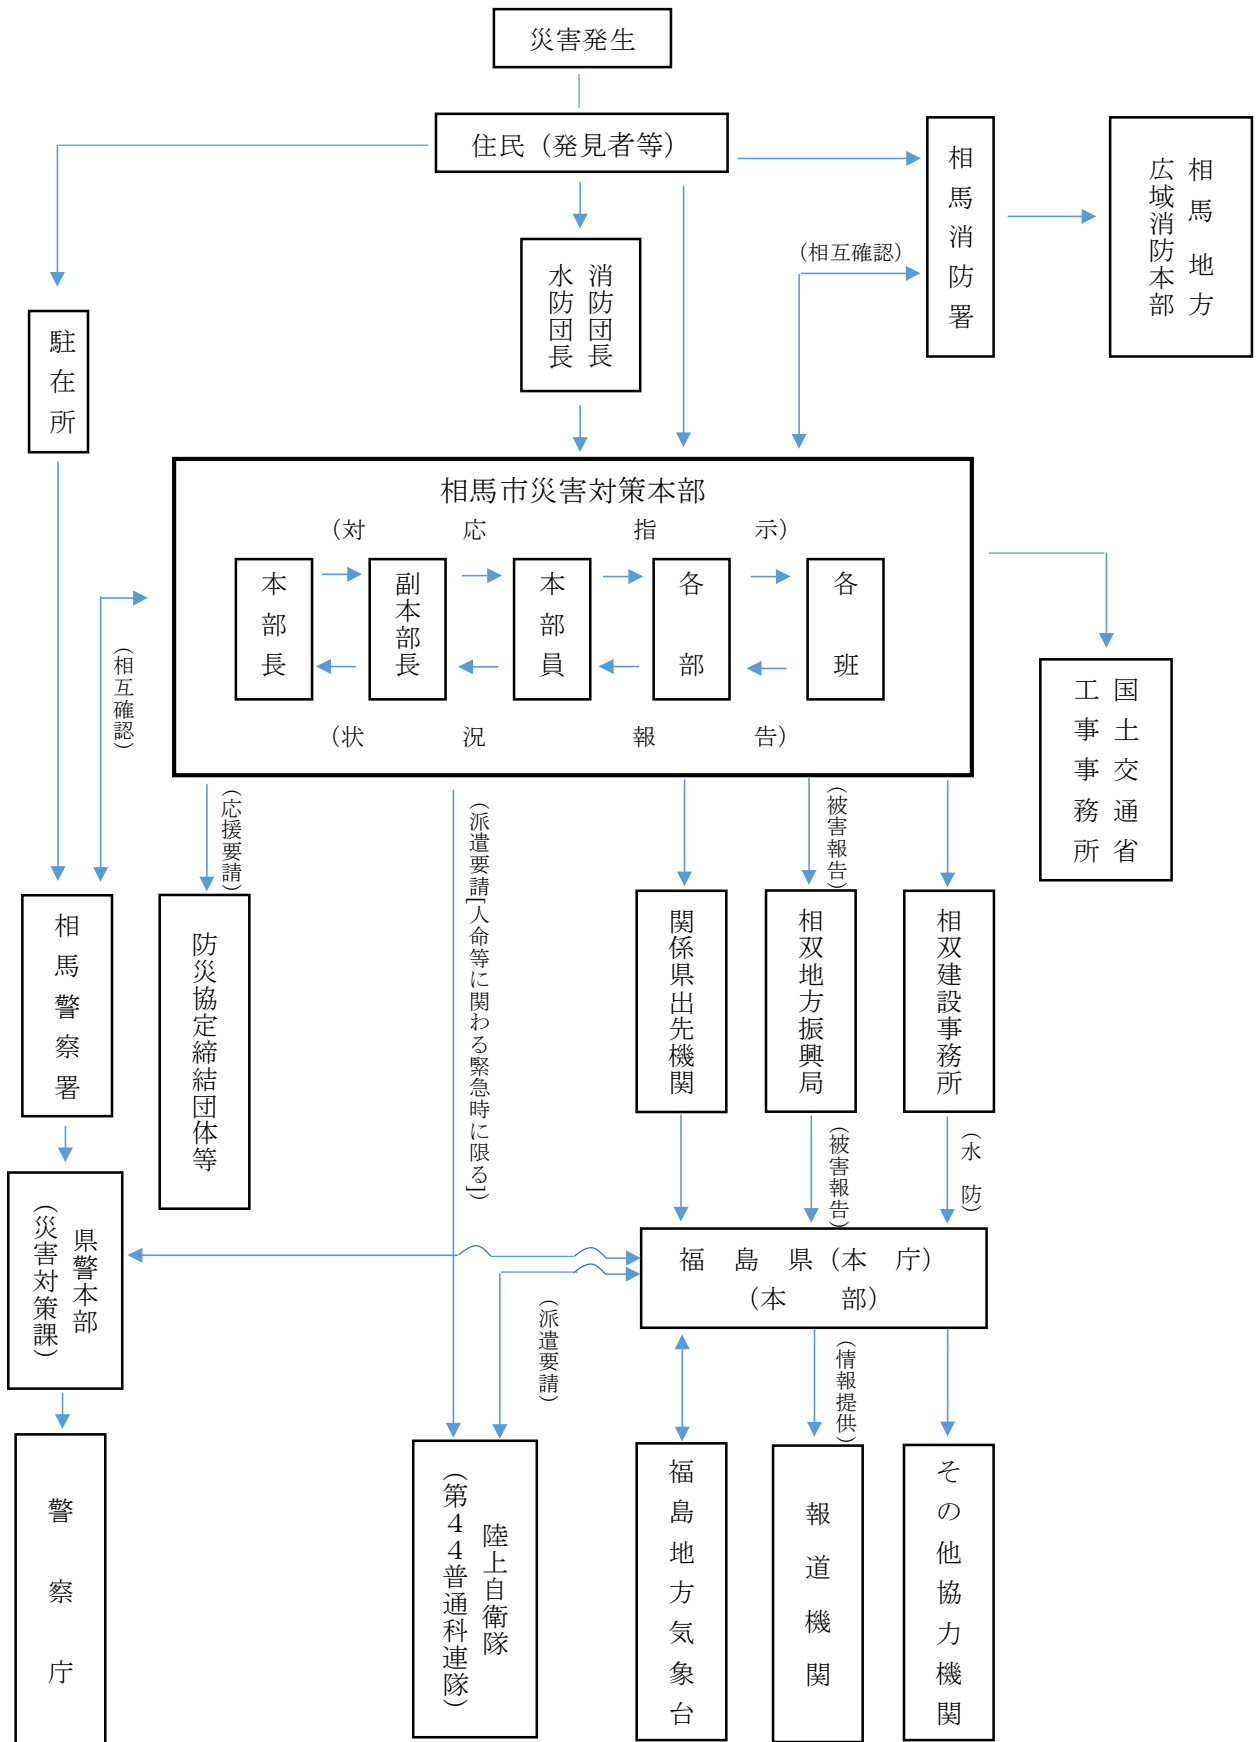 災害発生
住民（発見者等）
相馬消防署
相馬地方
広域消防本部
（相互確認）
消防団長
水防団長
駐在所
相馬市災害対策本部
（対応指示）
本部長
副本部長
本部員
各部
各班
（状況報告）
（相互確認）
国土交通省
工事事務所
（応援要請）
（派遣要請[人命等に関わる緊急時に限る]）
（被害報告）
相馬警察署
防災協定締結団体等
関係県出先機関
相双地方振興局
相双建設事務所
（被害報告）
（水防）
県警本部
（災害対策課）
福島県（本庁）
（本部）
（派遣要請）
（情報提供）
警察庁
陸上自衛隊
（第４４普通科連隊）
福島地方気象台
報道機関
その他協力機関